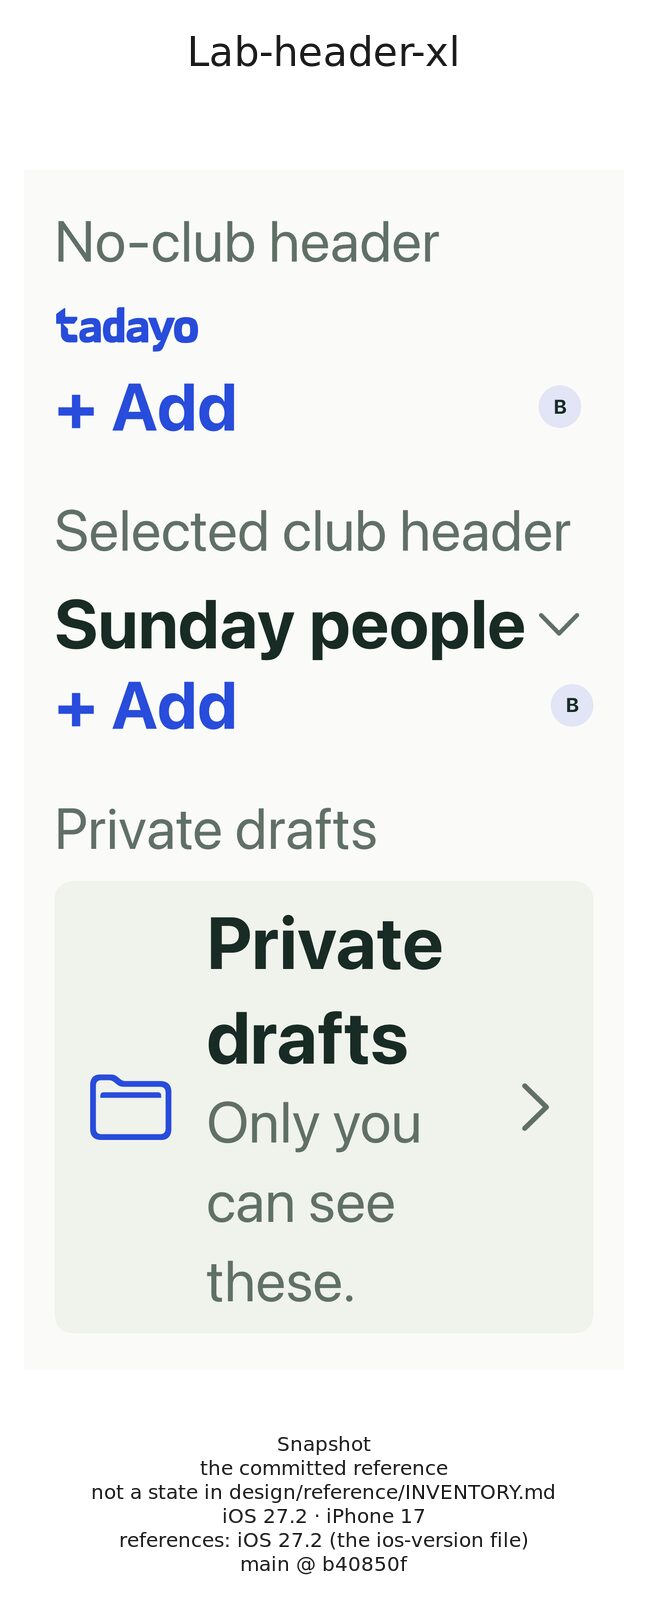 Lab-header-xl
No-club header
tadayo
+ Add
B
Selected club header
Sunday people
+ Add
B
Private drafts
Private
drafts
Only you
can see
these.
Snapshot
the committed reference
not a state in design/reference/INVENTORY.md
iOS 27.2 · iPhone 17
references: iOS 27.2 (the ios-version file)
main @ b40850f